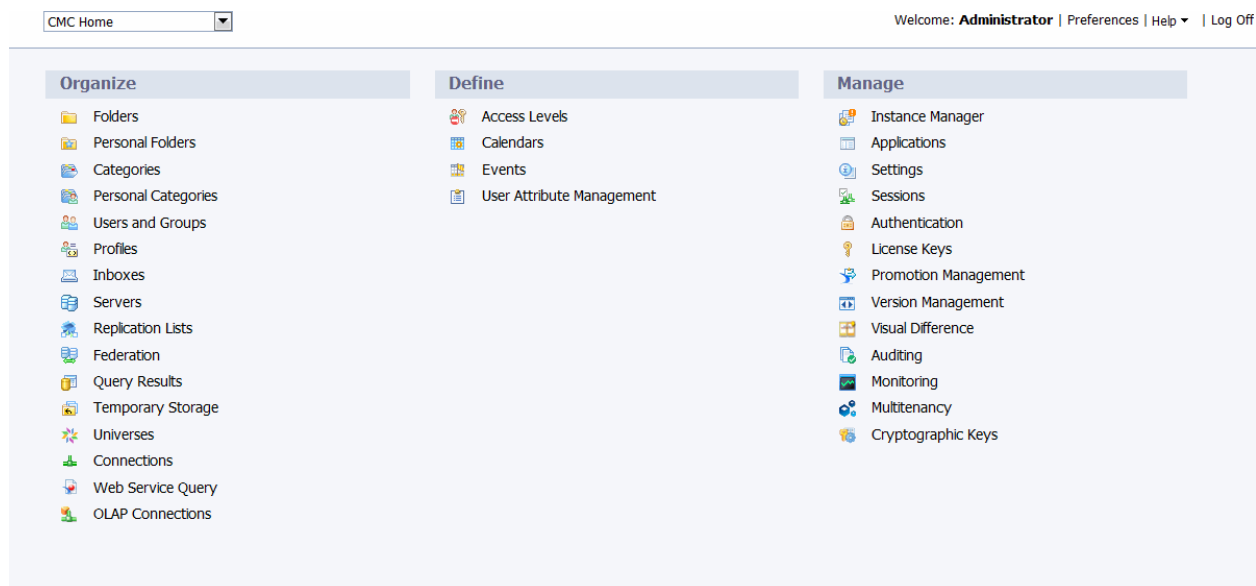 CMC Home
Welcome: Administrator | Preferences | Help | Log Off
Organize
Folders
Personal Folders
Categories
Personal Categories
Users and Groups
Profiles
Inboxes
Servers
Replication Lists
Federation
Query Results
Temporary Storage
Universes
Connections
Web Service Query
OLAP Connections
Define
Access Levels
Calendars
Events
User Attribute Management
Manage
Instance Manager
Applications
Settings
Sessions
Authentication
License Keys
Promotion Management
Version Management
Visual Difference
Auditing
Monitoring
Multitenancy
Cryptographic Keys